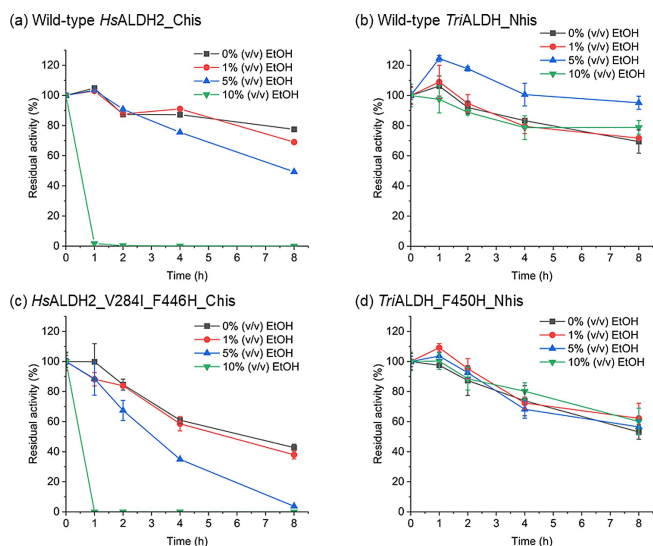 (a) Wild-type HsALDH2_Chis
0% (v/v) EtOH
1% (v/v) EtOH
5% (v/v) EtOH
10% (v/v) EtOH
Residual activity (%)
120
100
80
60
40
20
0
0 1 2 3 4 5 6 7 8
Time (h)
(b) Wild-type TriALDH_Nhis
0% (v/v) EtOH
1% (v/v) EtOH
5% (v/v) EtOH
10% (v/v) EtOH
Residual activity (%)
120
100
80
60
40
20
0
0 1 2 3 4 5 6 7 8
Time (h)
(c) HsALDH2_V284I_F446H_Chis
0% (v/v) EtOH
1% (v/v) EtOH
5% (v/v) EtOH
10% (v/v) EtOH
Residual activity (%)
120
100
80
60
40
20
0
0 1 2 3 4 5 6 7 8
Time (h)
(d) TriALDH_F450H_Nhis
0% (v/v) EtOH
1% (v/v) EtOH
5% (v/v) EtOH
10% (v/v) EtOH
Residual activity (%)
120
100
80
60
40
20
0
0 1 2 3 4 5 6 7 8
Time (h)